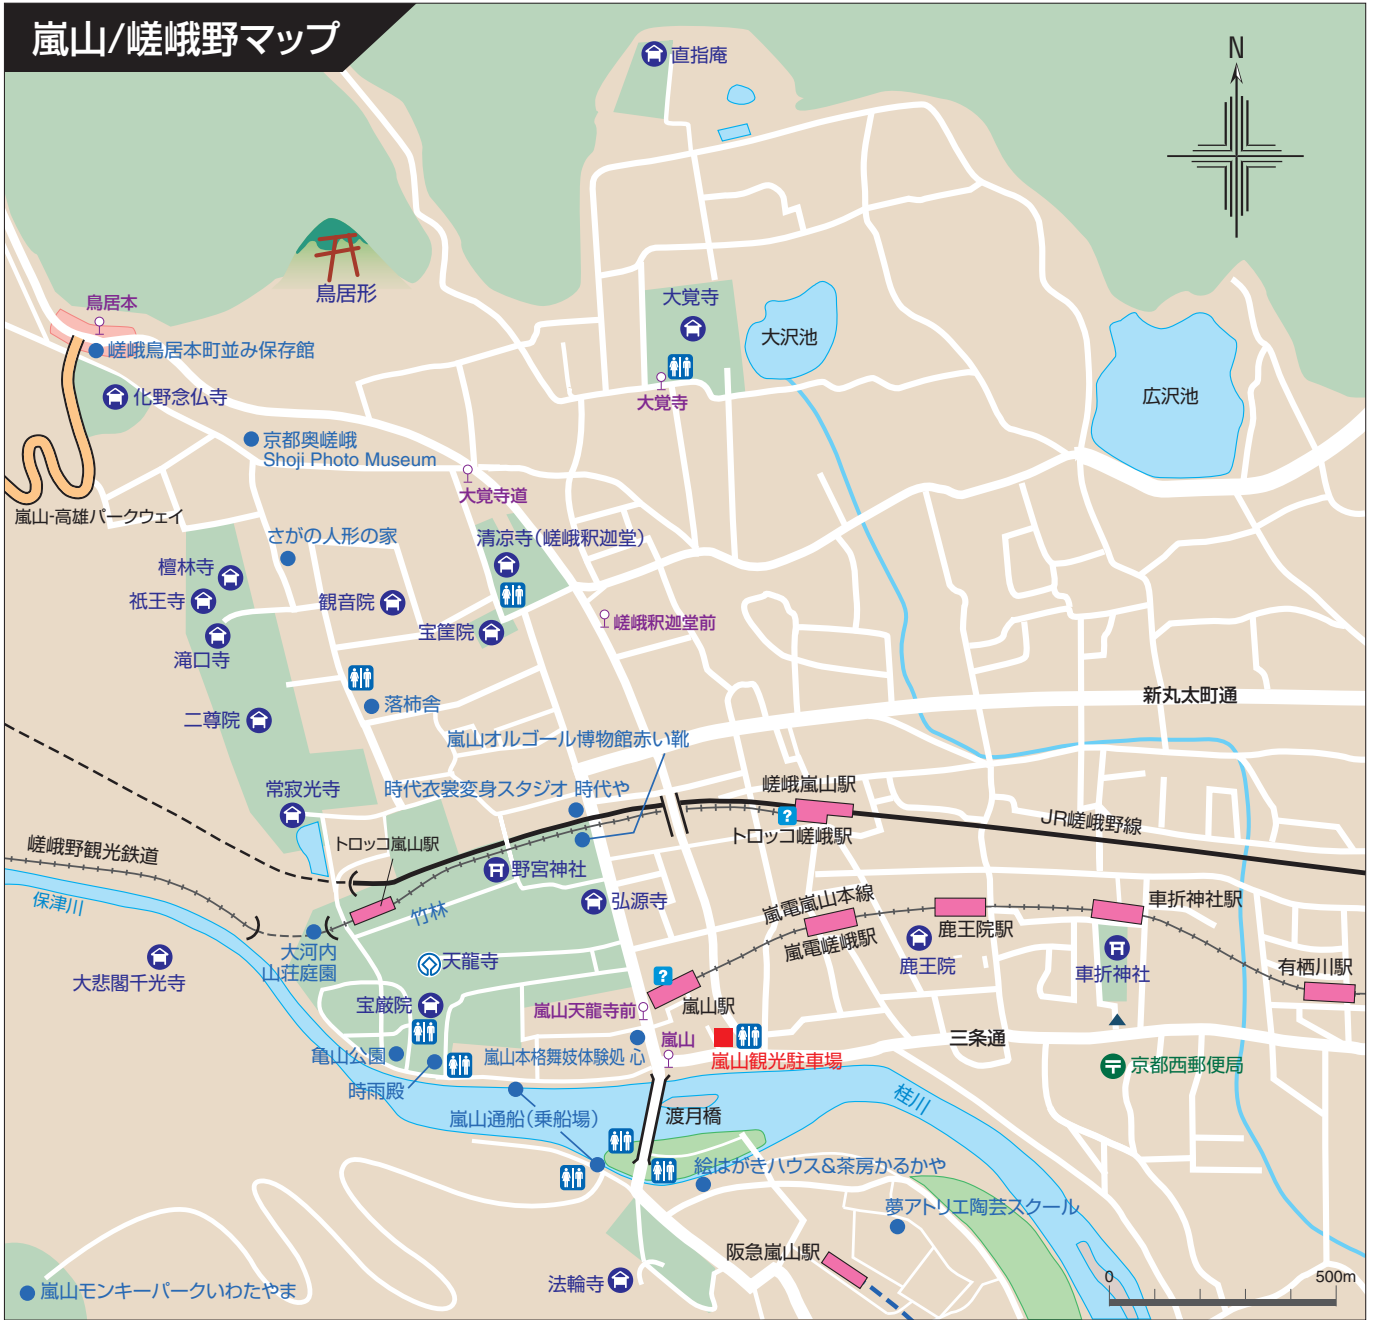 嵐山/嵯峨野マップ
N
直指庵
鳥居形
鳥居本
嵯峨鳥居本町並み保存館
化野念仏寺
京都奥嵯峨
Shoji Photo Museum
大覚寺
大沢池
大覚寺
広沢池
大覚寺道
嵐山-高雄パークウェイ
さがの人形の家
清凉寺(嵯峨釈迦堂)
檀林寺
祇王寺
観音院
宝筐院
嵯峨釈迦堂前
滝口寺
落柿舎
二尊院
新丸太町通
嵐山オルゴール博物館赤い靴
時代衣裳変身スタジオ 時代や
常寂光寺
嵯峨嵐山駅
?
トロッコ嵯峨駅
JR嵯峨野線
嵯峨野観光鉄道
トロッコ嵐山駅
野宮神社
保津川
竹林
弘源寺
嵐電嵐山本線
嵐電嵯峨駅
鹿王院駅
車折神社駅
大河内
山荘庭園
天龍寺
鹿王院
車折神社
有栖川駅
大悲閣千光寺
?
嵐山駅
宝厳院
嵐山天龍寺前
三条通
嵐山
亀山公園
嵐山本格舞妓体験処 心
嵐山観光駐車場
京都西郵便局
時雨殿
嵐山通船(乗船場)
渡月橋
桂川
絵はがきハウス&茶房かるかや
夢アトリエ陶芸スクール
阪急嵐山駅
法輪寺
嵐山モンキーパークいわたやま
0 500m